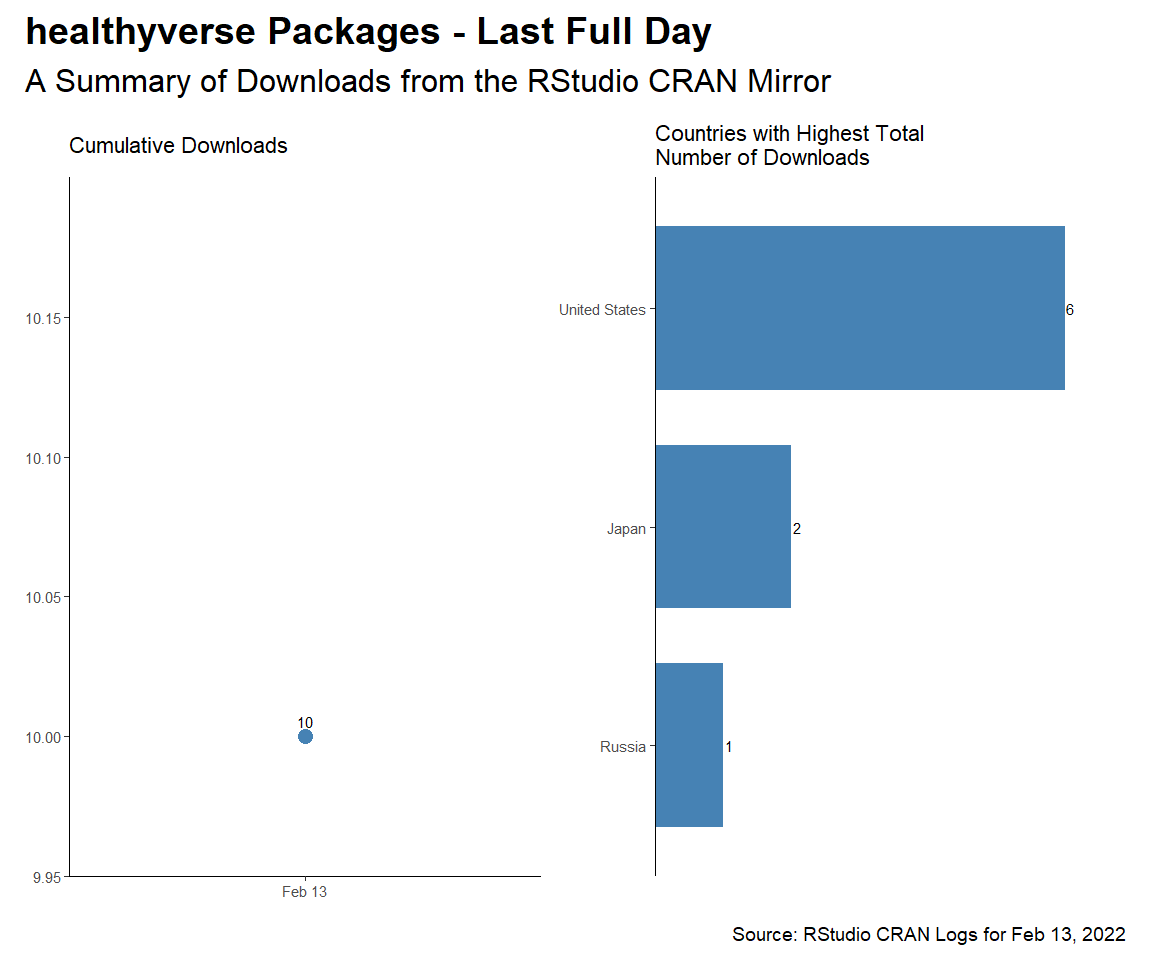 healthyverse Packages - Last Full Day
A Summary of Downloads from the RStudio CRAN Mirror
Cumulative Downloads
10.15
10.10
10.05
10.00
9.95
10
Feb 13
Countries with Highest Total
Number of Downloads
United States
6
Japan
2
Russia
1
Source: RStudio CRAN Logs for Feb 13, 2022